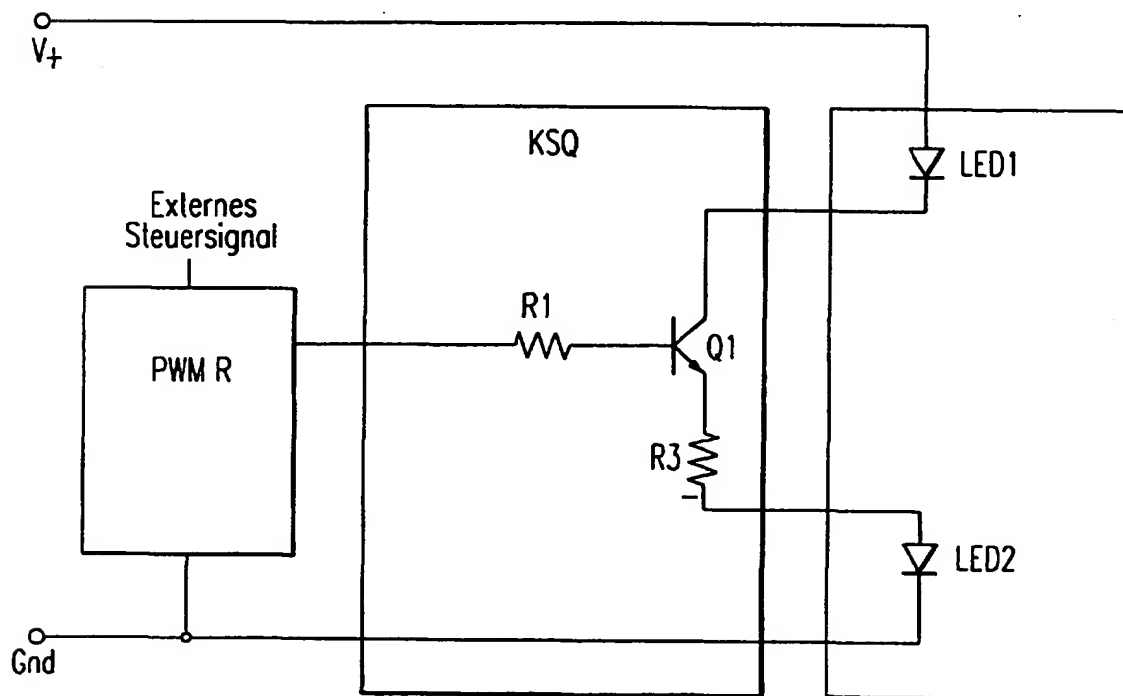 V+
KSQ
LED1
Externes
Steuersignal
R1
PWM R
Q1
R3
LED2
Gnd